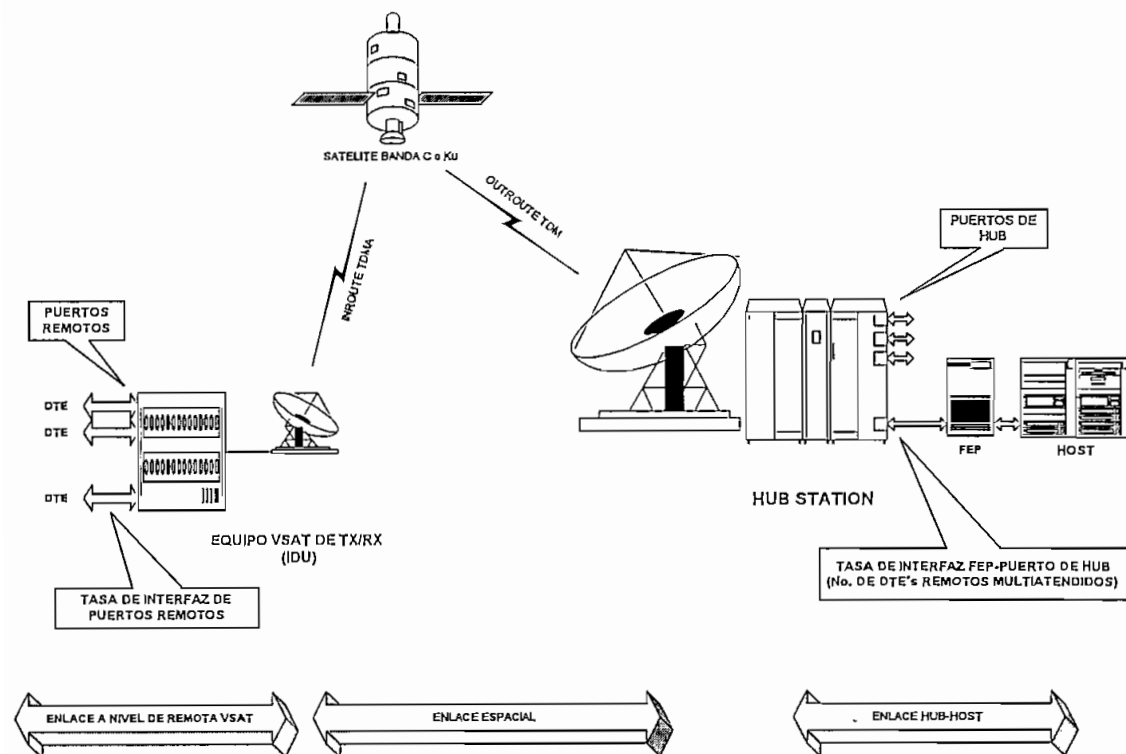 SATELITE BANDA C o Ku
OUTROUTE TDM
INROUTE TDMA
PUERTOS DE
HUB
PUERTOS
REMOTOS
DTE
DTE
DTE
FEP
HOST
HUB STATION
EQUIPO VSAT DE TX/RX
(IDU)
TASA DE INTERFAZ DE
PUERTOS REMOTOS
TASA DE INTERFAZ FEP-PUERTO DE HUB
(No. DE DTE's REMOTOS MULTIATENDIDOS)
ENLACE A NIVEL DE REMOTA VSAT
ENLACE ESPACIAL
ENLACE HUB-HOST